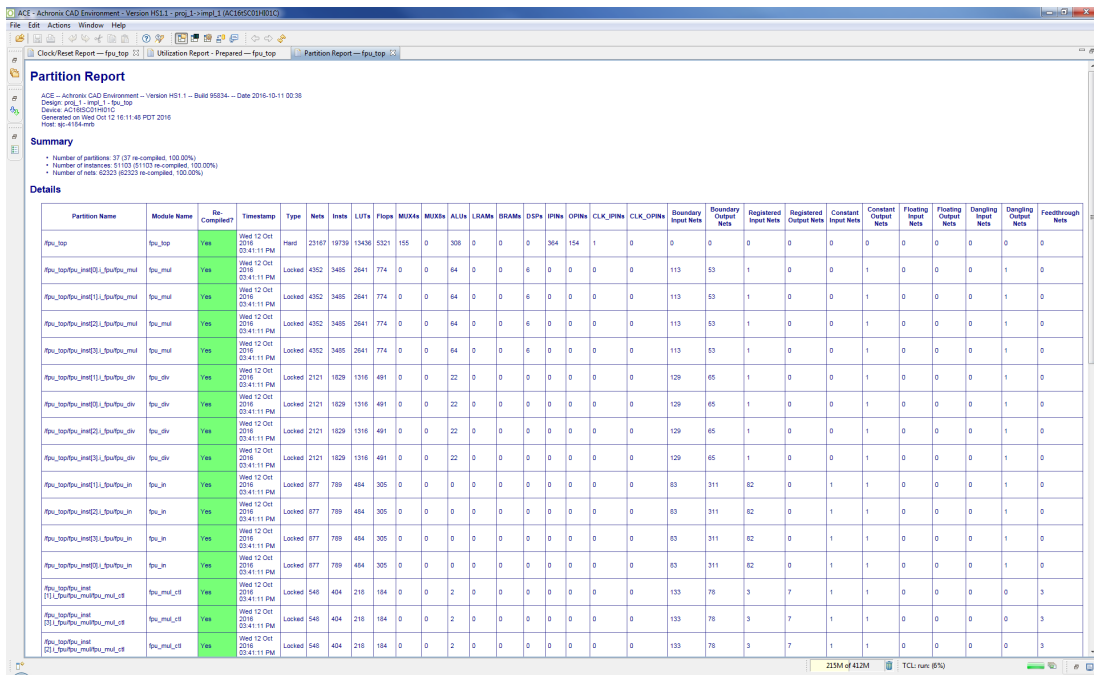 ACE - Achronix CAD Environment - Version HS1.1 - proj_1->impl_1 (AC16tSC01HI01C)
File Edit Actions Window Help
Clock/Reset Report — fpu_top
Utilization Report - Prepared — fpu_top
Partition Report — fpu_top
Partition Report
ACE -- Achronix CAD Environment -- Version HS1.1 -- Build 95834- -- Date 2016-10-11 00:36
Design: proj_1 - impl_1 - fpu_top
Device: AC16tSC01HI01C
Generated on Wed Oct 12 16:11:48 PDT 2016
Host: sjc-4184-mrb
Summary
• Number of partitions: 37 (37 re-compiled, 100.00%)
• Number of instances: 51103 (51103 re-compiled, 100.00%)
• Number of nets: 62323 (62323 re-compiled, 100.00%)
Details
Partition Name Module Name Re-Compiled? Timestamp Type Nets Insts LUTs Flops MUX4s MUX8s ALUs LRAMs BRAMs DSPs IPINs OPINs CLK_IPINs CLK_OPINs Boundary Input Nets Boundary Output Nets Registered Input Nets Registered Output Nets Constant Input Nets Constant Output Nets Floating Input Nets Floating Output Nets Dangling Input Nets Dangling Output Nets Feedthrough Nets
/fpu_top fpu_top Yes Wed 12 Oct 2016 03:41:11 PM Hard 23167 19739 13436 5321 155 0 308 0 0 0 364 154 1 0 0 0 0 0 0 0 0 0 0 0 0
/fpu_top/fpu_inst[0].i_fpu/fpu_mul fpu_mul Yes Wed 12 Oct 2016 03:41:11 PM Locked 4352 3485 2641 774 0 0 64 0 0 6 0 0 0 0 113 53 1 0 0 1 0 0 0 1 0
/fpu_top/fpu_inst[1].i_fpu/fpu_mul fpu_mul Yes Wed 12 Oct 2016 03:41:11 PM Locked 4352 3485 2641 774 0 0 64 0 0 6 0 0 0 0 113 53 1 0 0 1 0 0 0 1 0
/fpu_top/fpu_inst[2].i_fpu/fpu_mul fpu_mul Yes Wed 12 Oct 2016 03:41:11 PM Locked 4352 3485 2641 774 0 0 64 0 0 6 0 0 0 0 113 53 1 0 0 1 0 0 0 1 0
/fpu_top/fpu_inst[3].i_fpu/fpu_mul fpu_mul Yes Wed 12 Oct 2016 03:41:11 PM Locked 4352 3485 2641 774 0 0 64 0 0 6 0 0 0 0 113 53 1 0 0 1 0 0 0 1 0
/fpu_top/fpu_inst[1].i_fpu/fpu_div fpu_div Yes Wed 12 Oct 2016 03:41:11 PM Locked 2121 1829 1316 491 0 0 22 0 0 0 0 0 0 0 129 65 1 0 0 1 0 0 0 1 0
/fpu_top/fpu_inst[0].i_fpu/fpu_div fpu_div Yes Wed 12 Oct 2016 03:41:11 PM Locked 2121 1829 1316 491 0 0 22 0 0 0 0 0 0 0 129 65 1 0 0 1 0 0 0 1 0
/fpu_top/fpu_inst[2].i_fpu/fpu_div fpu_div Yes Wed 12 Oct 2016 03:41:11 PM Locked 2121 1829 1316 491 0 0 22 0 0 0 0 0 0 0 129 65 1 0 0 1 0 0 0 1 0
/fpu_top/fpu_inst[3].i_fpu/fpu_div fpu_div Yes Wed 12 Oct 2016 03:41:11 PM Locked 2121 1829 1316 491 0 0 22 0 0 0 0 0 0 0 129 65 1 0 0 1 0 0 0 1 0
/fpu_top/fpu_inst[1].i_fpu/fpu_in fpu_in Yes Wed 12 Oct 2016 03:41:11 PM Locked 877 789 484 305 0 0 0 0 0 0 0 0 0 0 83 311 82 0 1 1 0 0 0 1 0
/fpu_top/fpu_inst[2].i_fpu/fpu_in fpu_in Yes Wed 12 Oct 2016 03:41:11 PM Locked 877 789 484 305 0 0 0 0 0 0 0 0 0 0 83 311 82 0 1 1 0 0 0 1 0
/fpu_top/fpu_inst[3].i_fpu/fpu_in fpu_in Yes Wed 12 Oct 2016 03:41:11 PM Locked 877 789 484 305 0 0 0 0 0 0 0 0 0 0 83 311 82 0 1 1 0 0 0 1 0
/fpu_top/fpu_inst[0].i_fpu/fpu_in fpu_in Yes Wed 12 Oct 2016 03:41:11 PM Locked 877 789 484 305 0 0 0 0 0 0 0 0 0 0 83 311 82 0 1 1 0 0 0 1 0
/fpu_top/fpu_inst[1].i_fpu/fpu_mul/fpu_mul_ctl fpu_mul_ctl Yes Wed 12 Oct 2016 03:41:11 PM Locked 548 404 218 184 0 0 2 0 0 0 0 0 0 0 133 78 3 7 1 1 0 0 0 0 3
/fpu_top/fpu_inst[3].i_fpu/fpu_mul/fpu_mul_ctl fpu_mul_ctl Yes Wed 12 Oct 2016 03:41:11 PM Locked 548 404 218 184 0 0 2 0 0 0 0 0 0 0 133 78 3 7 1 1 0 0 0 0 3
/fpu_top/fpu_inst[2].i_fpu/fpu_mul/fpu_mul_ctl fpu_mul_ctl Yes Wed 12 Oct 2016 03:41:11 PM Locked 548 404 218 184 0 0 2 0 0 0 0 0 0 0 133 78 3 7 1 1 0 0 0 0 3
215M of 412M TCL: run: (6%)